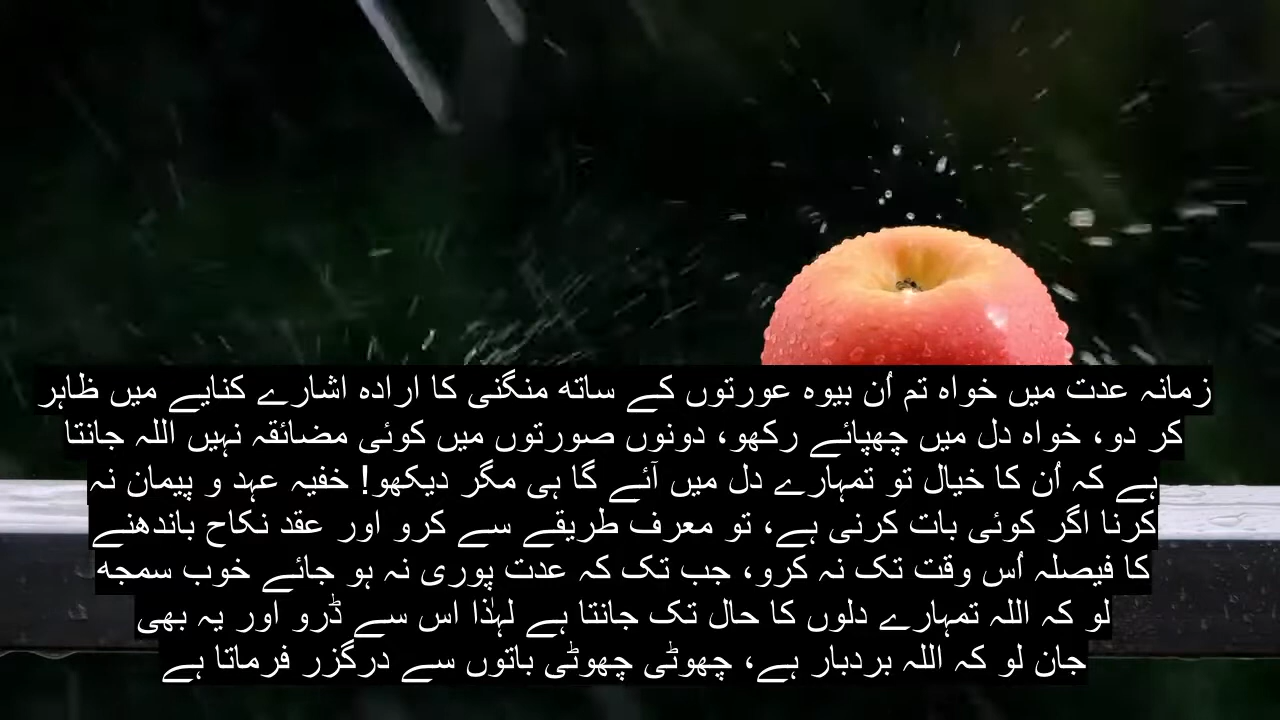 زمانہ عدت میں خواہ تم اُن بیوہ عورتوں کے ساتھ منگنی کا ارادہ اشارے کنایے میں ظاہر
کر دو، خواہ دل میں چھپائے رکھو، دونوں صورتوں میں کوئی مضائقہ نہیں اللہ جانتا
ہے کہ اُن کا خیال تو تمہارے دل میں آئے گا ہی مگر دیکھو! خفیہ عہد و پیمان نہ
کرنا اگر کوئی بات کرنی ہے، تو معرف طریقے سے کرو اور عقد نکاح باندھنے
کا فیصلہ اُس وقت تک نہ کرو، جب تک کہ عدت پوری نہ ہو جائے خوب سمجھ
لو کہ اللہ تمہارے دلوں کا حال تک جانتا ہے لہٰذا اس سے ڈرو اور یہ بھی
جان لو کہ اللہ بردبار ہے، چھوٹی چھوٹی باتوں سے درگزر فرماتا ہے